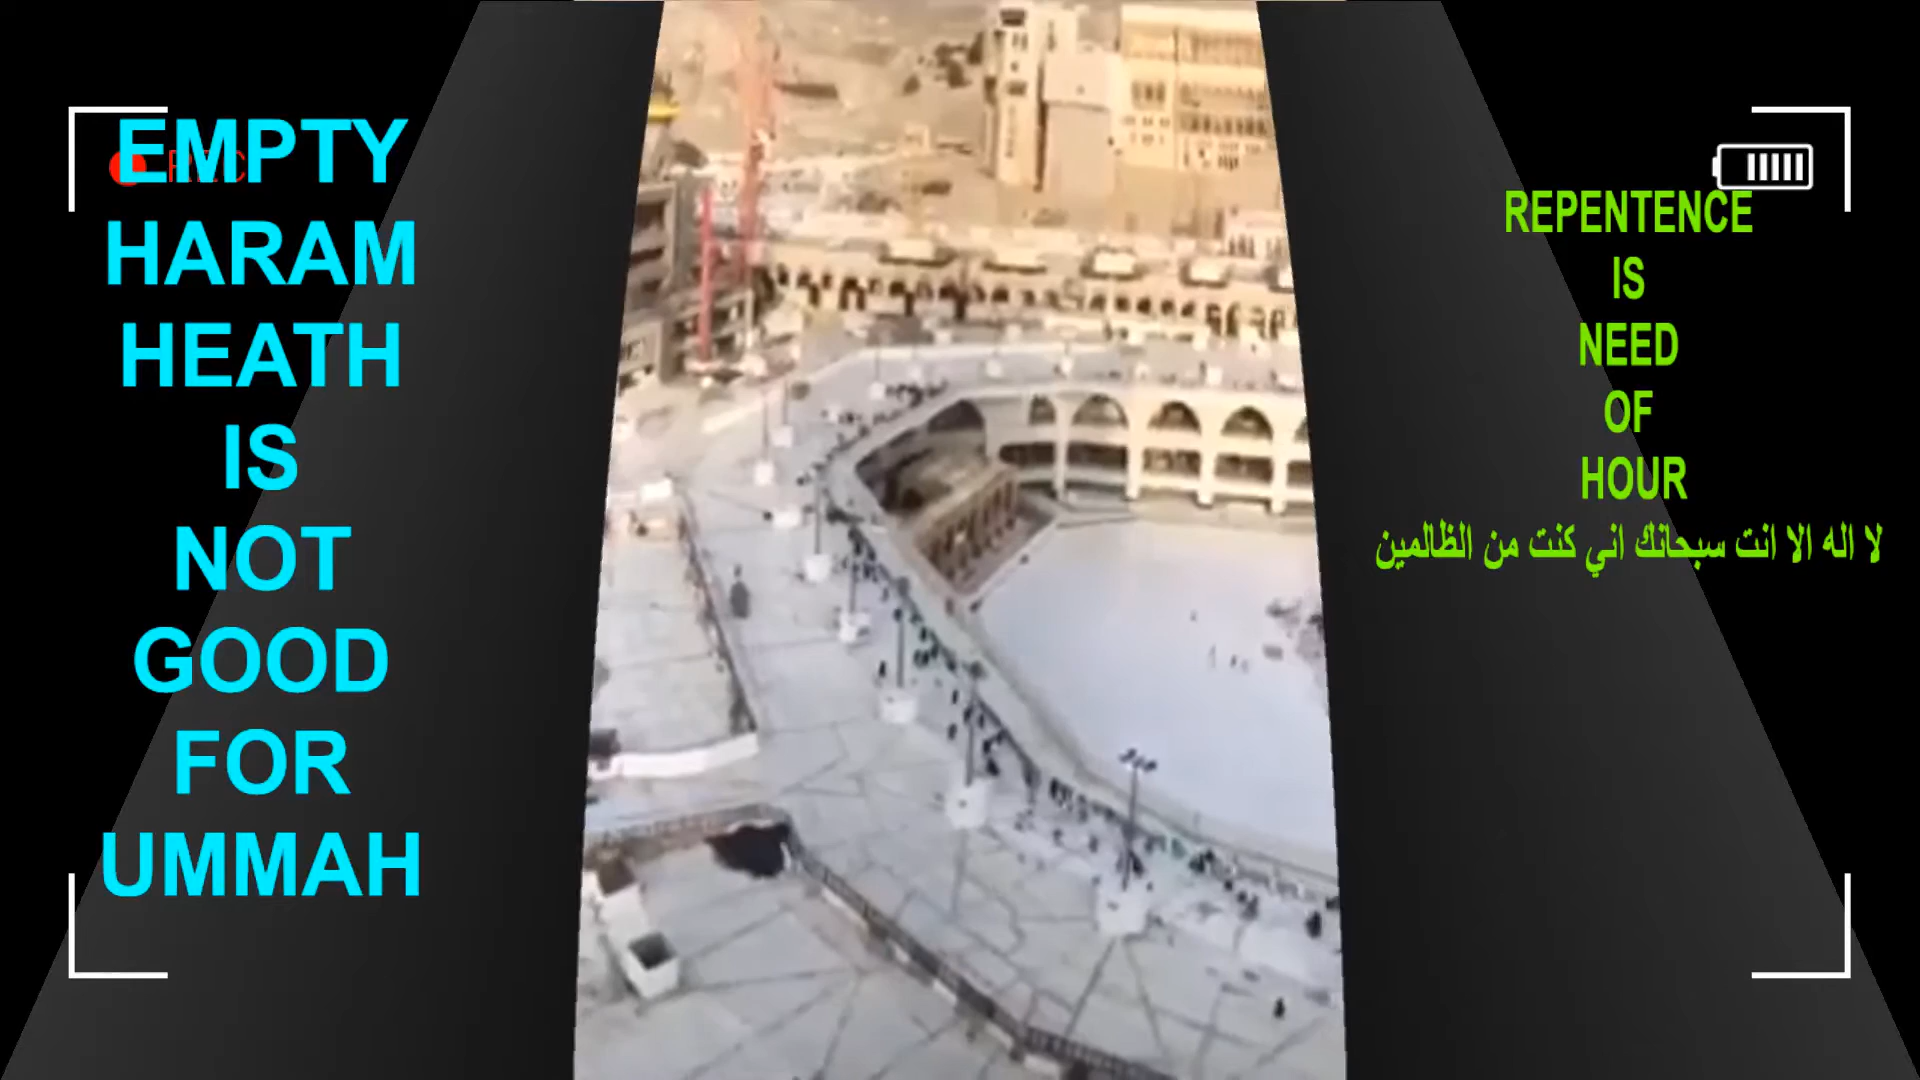 REC
EMPTY
HARAM
HEATH
IS
NOT
GOOD
FOR
UMMAH
REPENTENCE
IS
NEED
OF
HOUR
لا اله الا انت سبحانك اني كنت من الظالمين